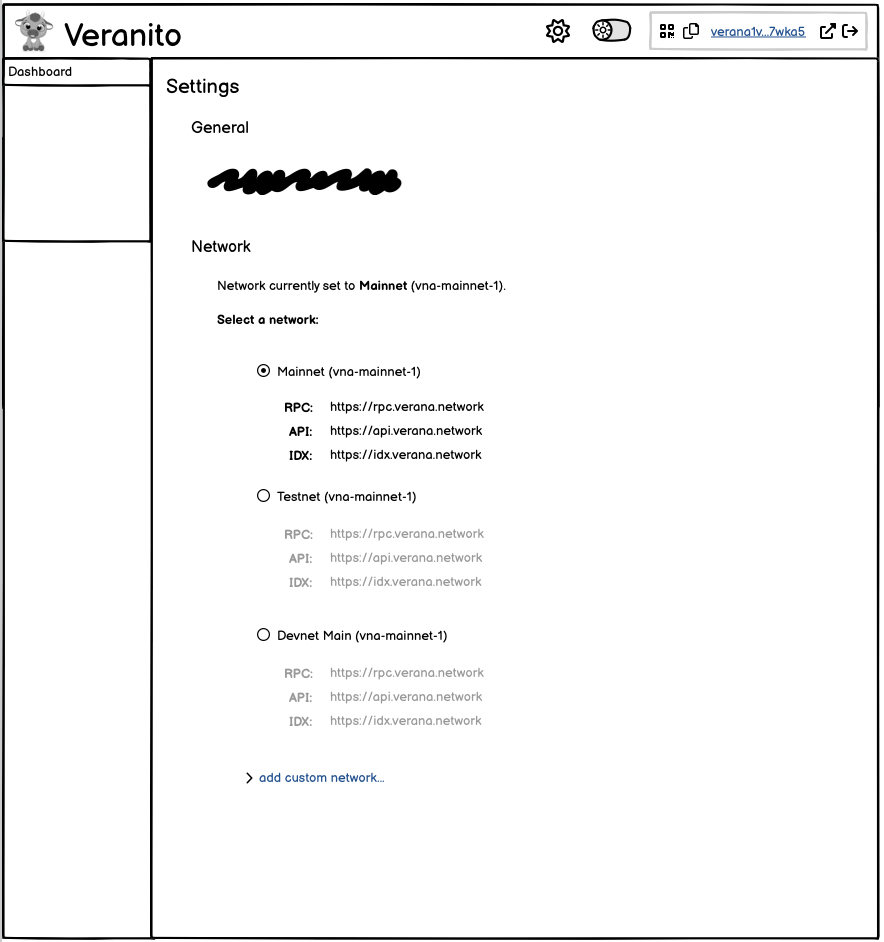 Veranito
verana1v...7wka5
Dashboard
Settings
General
Network
Network currently set to Mainnet (vna-mainnet-1).
Select a network:
Mainnet (vna-mainnet-1)
RPC: https://rpc.verana.network
API: https://api.verana.network
IDX: https://idx.verana.network
Testnet (vna-mainnet-1)
RPC: https://rpc.verana.network
API: https://api.verana.network
IDX: https://idx.verana.network
Devnet Main (vna-mainnet-1)
RPC: https://rpc.verana.network
API: https://api.verana.network
IDX: https://idx.verana.network
add custom network...